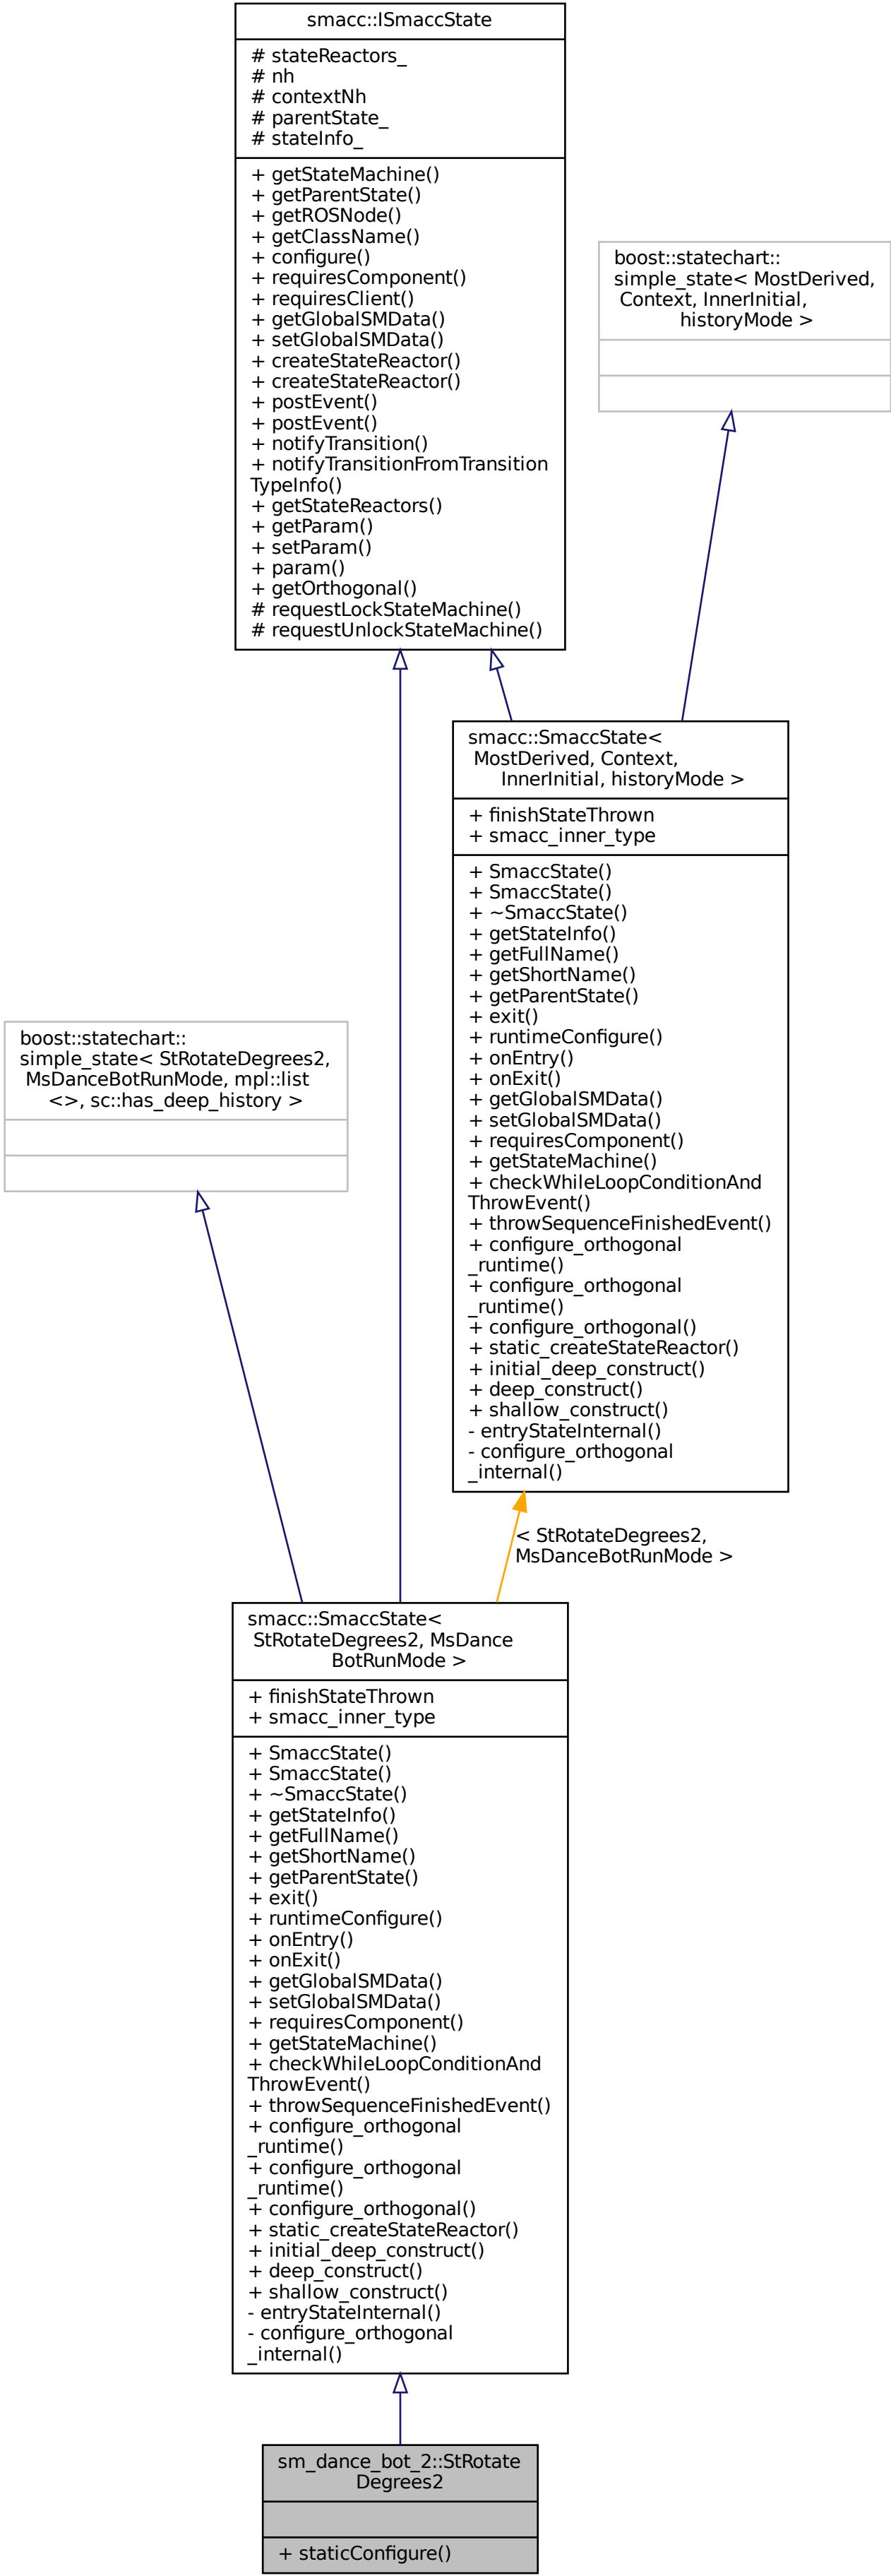 smacc::ISmaccState
# stateReactors_
# nh
# contextNh
# parentState_
# stateInfo_
+ getStateMachine()
+ getParentState()
+ getROSNode()
+ getClassName()
+ configure()
+ requiresComponent()
+ requiresClient()
+ getGlobalSMData()
+ setGlobalSMData()
+ createStateReactor()
+ createStateReactor()
+ postEvent()
+ postEvent()
+ notifyTransition()
+ notifyTransitionFromTransition
TypeInfo()
+ getStateReactors()
+ getParam()
+ setParam()
+ param()
+ getOrthogonal()
# requestLockStateMachine()
# requestUnlockStateMachine()
boost::statechart::
simple_state< MostDerived,
Context, InnerInitial,
historyMode >
smacc::SmaccState<
MostDerived, Context,
InnerInitial, historyMode >
+ finishStateThrown
+ smacc_inner_type
+ SmaccState()
+ SmaccState()
+ ~SmaccState()
+ getStateInfo()
+ getFullName()
+ getShortName()
+ getParentState()
+ exit()
+ runtimeConfigure()
+ onEntry()
+ onExit()
+ getGlobalSMData()
+ setGlobalSMData()
+ requiresComponent()
+ getStateMachine()
+ checkWhileLoopConditionAnd
ThrowEvent()
+ throwSequenceFinishedEvent()
+ configure_orthogonal
_runtime()
+ configure_orthogonal
_runtime()
+ configure_orthogonal()
+ static_createStateReactor()
+ initial_deep_construct()
+ deep_construct()
+ shallow_construct()
- entryStateInternal()
- configure_orthogonal
_internal()
boost::statechart::
simple_state< StRotateDegrees2,
MsDanceBotRunMode, mpl::list
<>, sc::has_deep_history >
< StRotateDegrees2,
MsDanceBotRunMode >
smacc::SmaccState<
StRotateDegrees2, MsDance
BotRunMode >
+ finishStateThrown
+ smacc_inner_type
+ SmaccState()
+ SmaccState()
+ ~SmaccState()
+ getStateInfo()
+ getFullName()
+ getShortName()
+ getParentState()
+ exit()
+ runtimeConfigure()
+ onEntry()
+ onExit()
+ getGlobalSMData()
+ setGlobalSMData()
+ requiresComponent()
+ getStateMachine()
+ checkWhileLoopConditionAnd
ThrowEvent()
+ throwSequenceFinishedEvent()
+ configure_orthogonal
_runtime()
+ configure_orthogonal
_runtime()
+ configure_orthogonal()
+ static_createStateReactor()
+ initial_deep_construct()
+ deep_construct()
+ shallow_construct()
- entryStateInternal()
- configure_orthogonal
_internal()
sm_dance_bot_2::StRotate
Degrees2
+ staticConfigure()